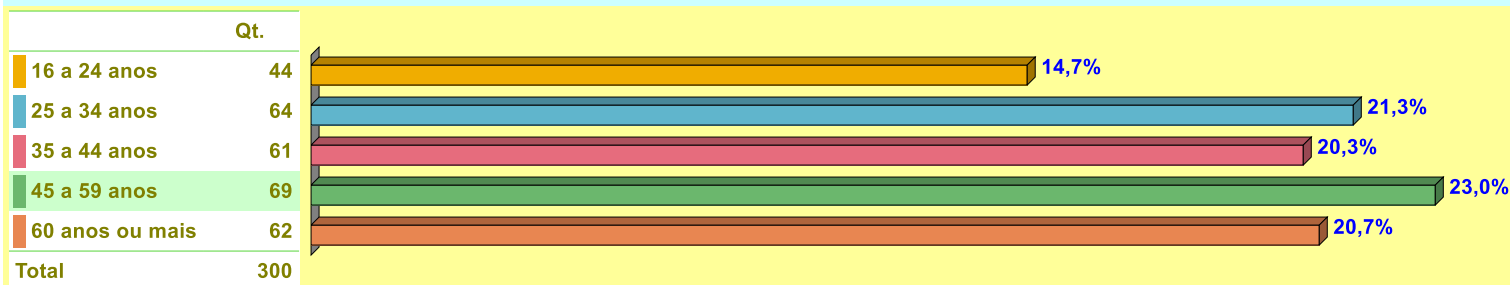 Qt.
16 a 24 anos 44 14,7%
25 a 34 anos 64 21,3%
35 a 44 anos 61 20,3%
45 a 59 anos 69 23,0%
60 anos ou mais 62 20,7%
Total 300